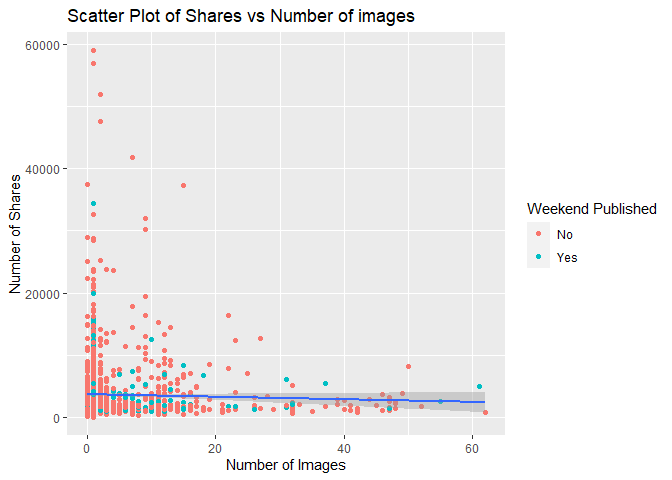 Scatter Plot of Shares vs Number of images
60000
40000
20000
0
Number of Shares
0
20
40
60
Number of Images
Weekend Published
No
Yes